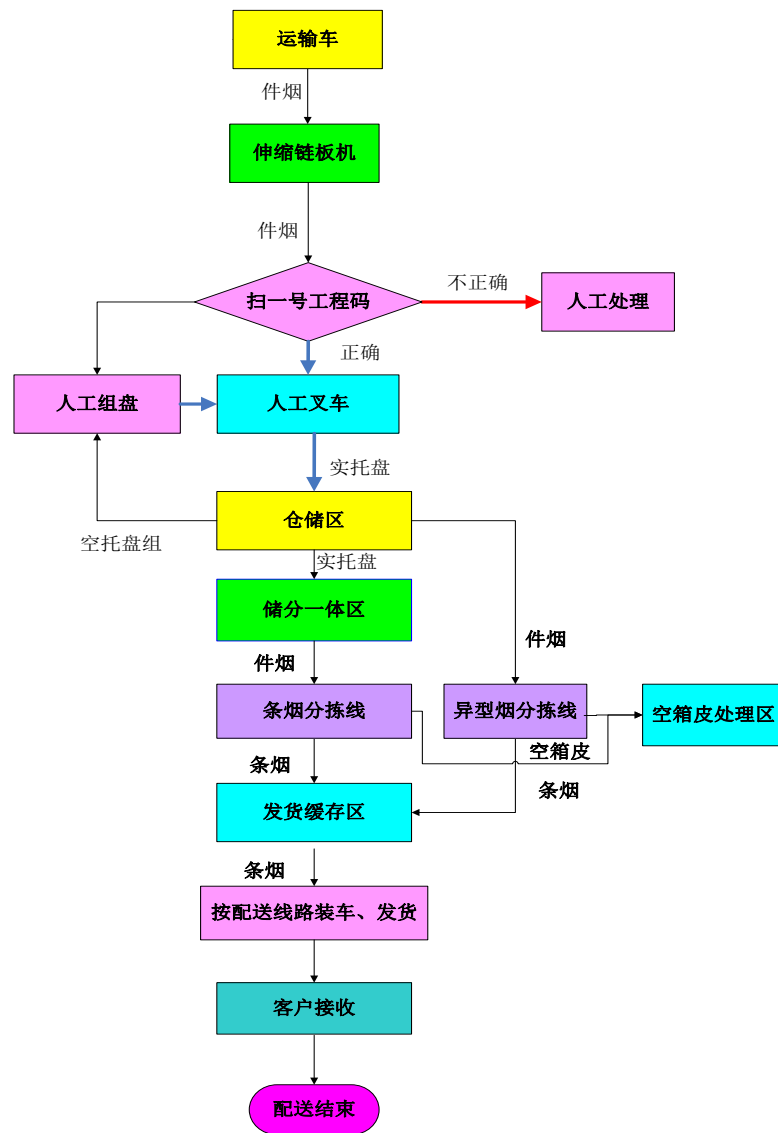 运输车
件烟
伸缩链板机
件烟
扫一号工程码
不正确
人工处理
正确
人工组盘
人工叉车
实托盘
仓储区
空托盘组
实托盘
储分一体区
件烟
件烟
条烟分拣线
异型烟分拣线
空箱皮处理区
空箱皮
条烟
条烟
发货缓存区
条烟
按配送线路装车、发货
客户接收
配送结束